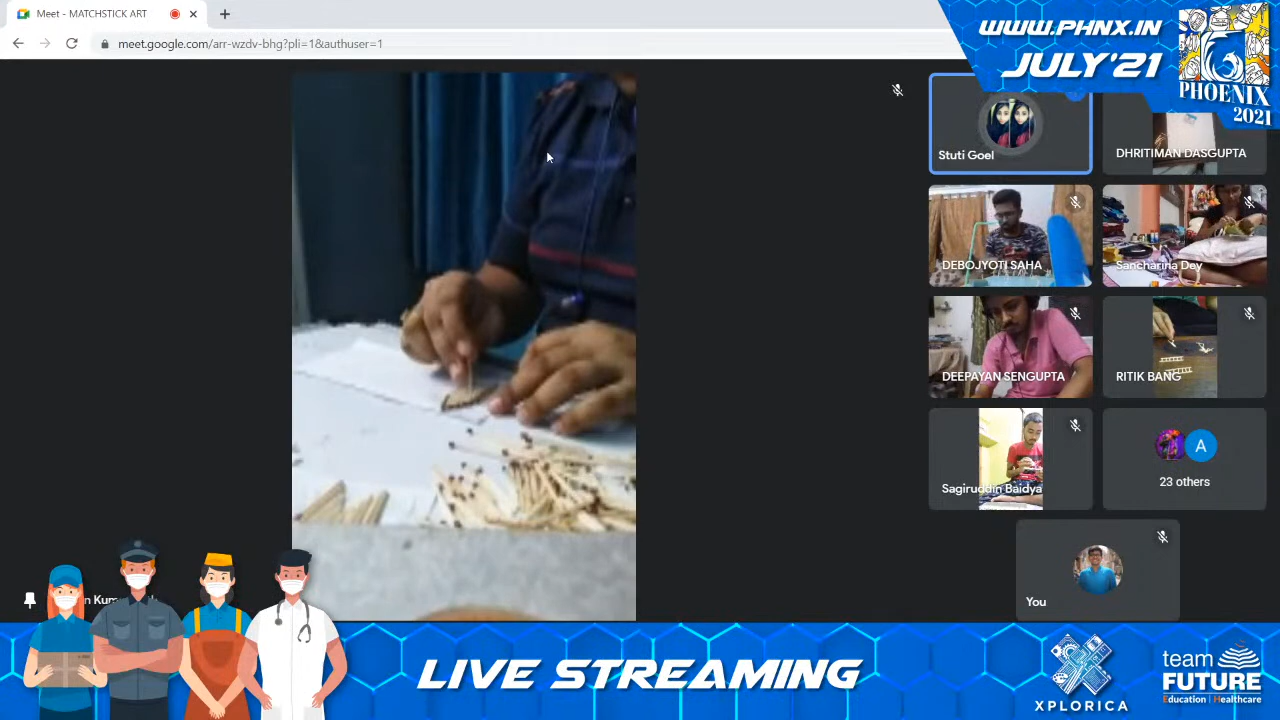 Meet - MATCHSTICK ART
meet.google.com/arr-wzdv-bhg?pli=1&authuser=1
WWW.PHNX.IN
JULY'21
PHOENIX
2021
Stuti Goel
DHRITIMAN DASGUPTA
DEBOJYOTI SAHA
Sancharina Dey
DEEPAYAN SENGUPTA
RITIK BANG
Sagiruddin Baidya
A
23 others
You
LIVE STREAMING
XPLORICA
team
FUTURE
Education | Healthcare